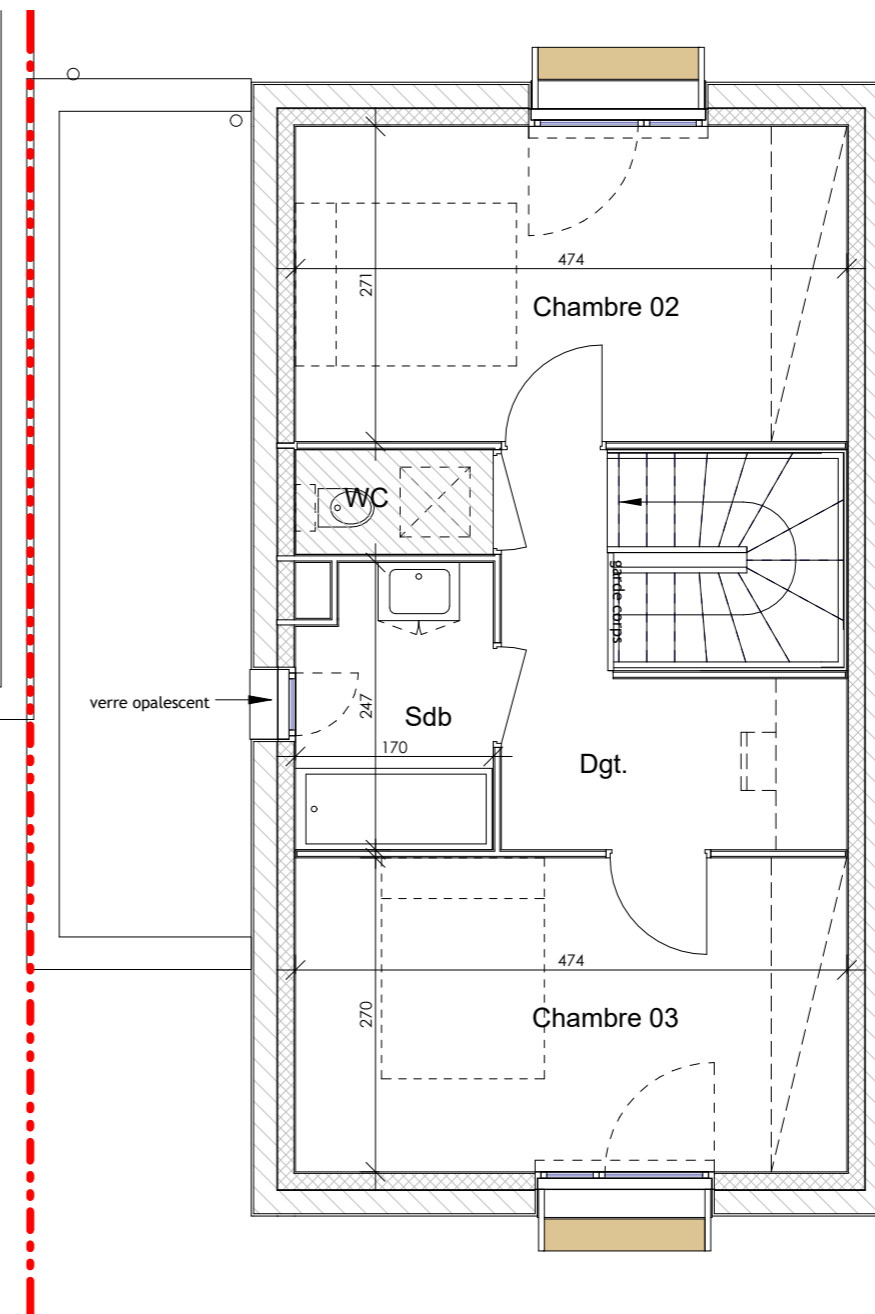 474
271
Chambre 02
WC
garde corps
verre opalescent
247
Sdb
170
Dgt.
474
270
Chambre 03